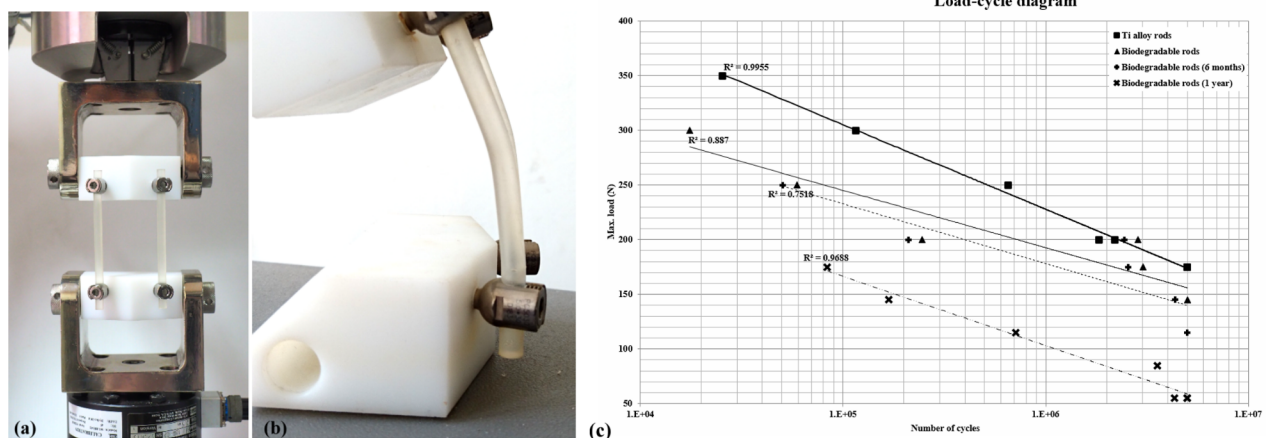 (a)
(b)
(c)
Load-cycle diagram
Max. load (N)
400
350
300
250
200
150
100
50
R² = 0.9955
R² = 0.887
R² = 0.7518
R² = 0.9688
Ti alloy rods
Biodegradable rods
Biodegradable rods (6 months)
Biodegradable rods (1 year)
1.E+04
1.E+05
1.E+06
1.E+07
Number of cycles